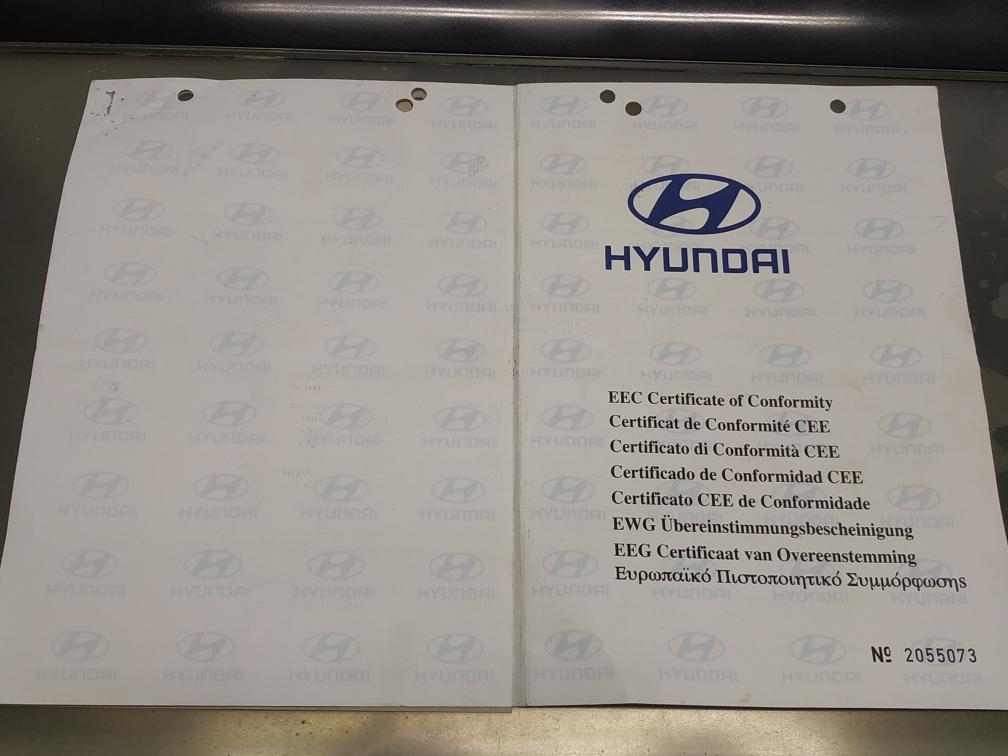 HYUNDAI
EEC Certificate of Conformity
Certificat de Conformité CEE
Certificato di Conformità CEE
Certificado de Conformidad CEE
Certificato CEE de Conformidade
EWG Übereinstimmungsbescheinigung
EEG Certificaat van Overeenstemming
Ευρωπαϊκό Πιστοποιητικό Συμμόρφωσης
Nº 2055073